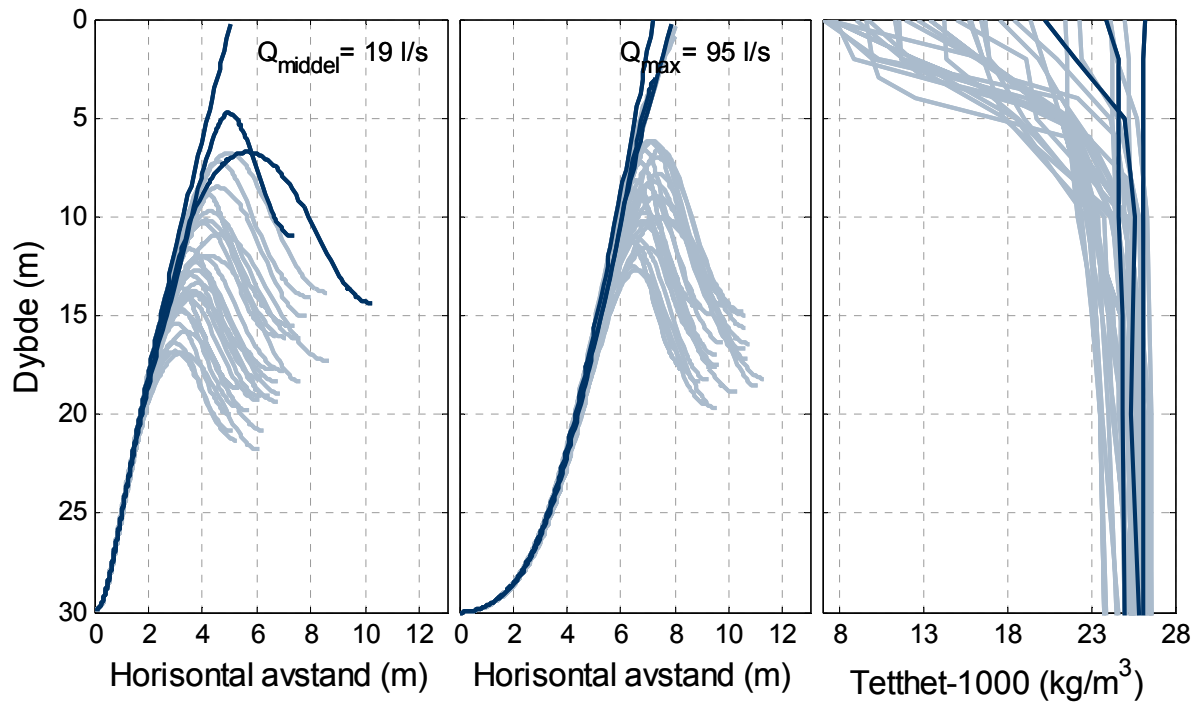 Q_middel = 19 l/s
Q_max = 95 l/s
0
5
10
15
20
25
30
Dybde (m)
0 2 4 6 8 10 12
0 2 4 6 8 10 12
8 13 18 23 28
Horisontal avstand (m)
Horisontal avstand (m)
Tetthet-1000 (kg/m³)